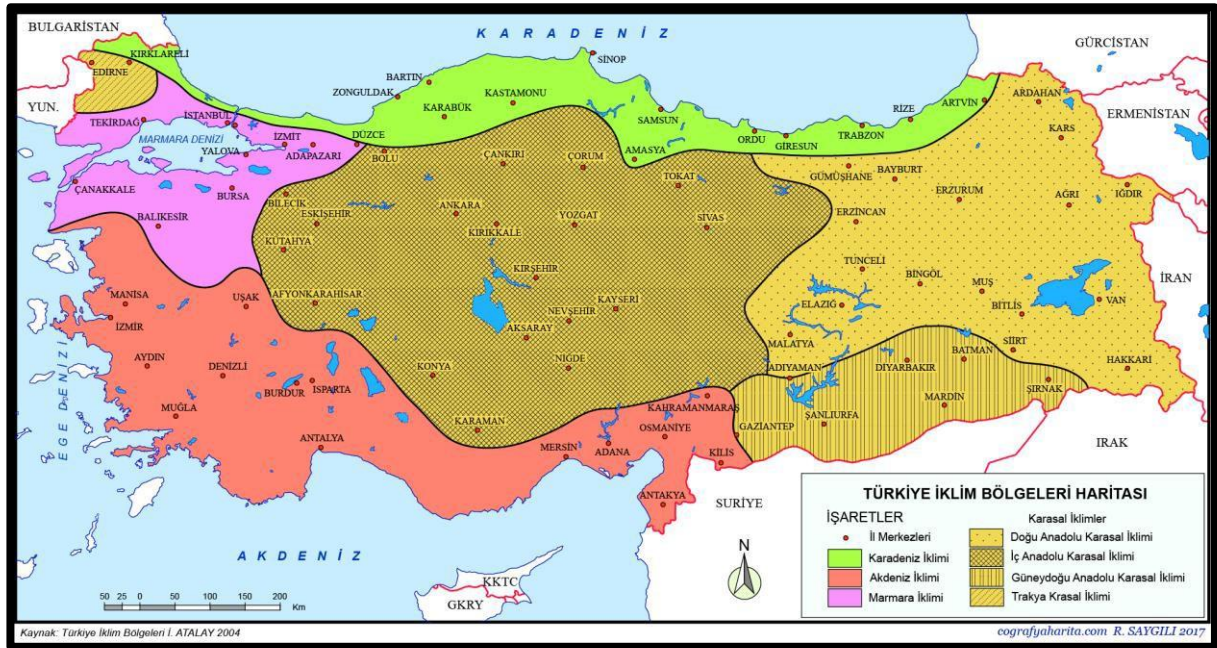 BULGARİSTAN
KARADENİZ
GÜRCİSTAN
KIRKLARELİ
EDİRNE
SİNOP
BARTIN
ZONGULDAK
KASTAMONU
KARABÜK
ARDAHAN
ARTVİN
RİZE
YUN.
ERMENİSTAN
TEKİRDAĞ
İSTANBUL
SAMSUN
ORDU
TRABZON
KARS
MARMARA DENİZİ
İZMİT
DÜZCE
GİRESUN
YALOVA
ADAPAZARI
BOLU
ÇANKIRI
ÇORUM
AMASYA
GÜMÜŞHANE
BAYBURT
ÇANAKKALE
BURSA
BİLECİK
TOKAT
ERZURUM
AĞRI
IĞDIR
BALIKESİR
ESKİŞEHİR
ANKARA
KIRIKKALE
YOZGAT
SİVAS
ERZİNCAN
KÜTAHYA
KIRŞEHİR
TUNCELİ
BİNGÖL
MUŞ
İRAN
MANİSA
UŞAK
AFYONKARAHİSAR
NEVŞEHİR
KAYSERİ
ELAZIĞ
BİTLİS
VAN
İZMİR
AKSARAY
MALATYA
SİİRT
AYDIN
DENİZLİ
BURDUR
ISPARTA
KONYA
NİĞDE
ADIYAMAN
DİYARBAKIR
BATMAN
HAKKARİ
EGE DENİZİ
MUĞLA
KAHRAMANMARAŞ
ŞANLIURFA
MARDİN
ŞIRNAK
ANTALYA
KARAMAN
MERSİN
ADANA
OSMANİYE
GAZİANTEP
KİLİS
IRAK
ANTAKYA
SURİYE
AKDENİZ
KKTC
GKRY
N
50 25 0 50 100 150 200
Km
TÜRKİYE İKLİM BÖLGELERİ HARİTASI
İŞARETLER
İl Merkezleri
Karadeniz İklimi
Akdeniz İklimi
Marmara İklimi
Karasal İklimler
Doğu Anadolu Karasal İklimi
İç Anadolu Karasal İklimi
Güneydoğu Anadolu Karasal İklimi
Trakya Krasal İklimi
Kaynak: Türkiye İklim Bölgeleri İ. ATALAY 2004
cografyaharita.com R. SAYGILI 2017